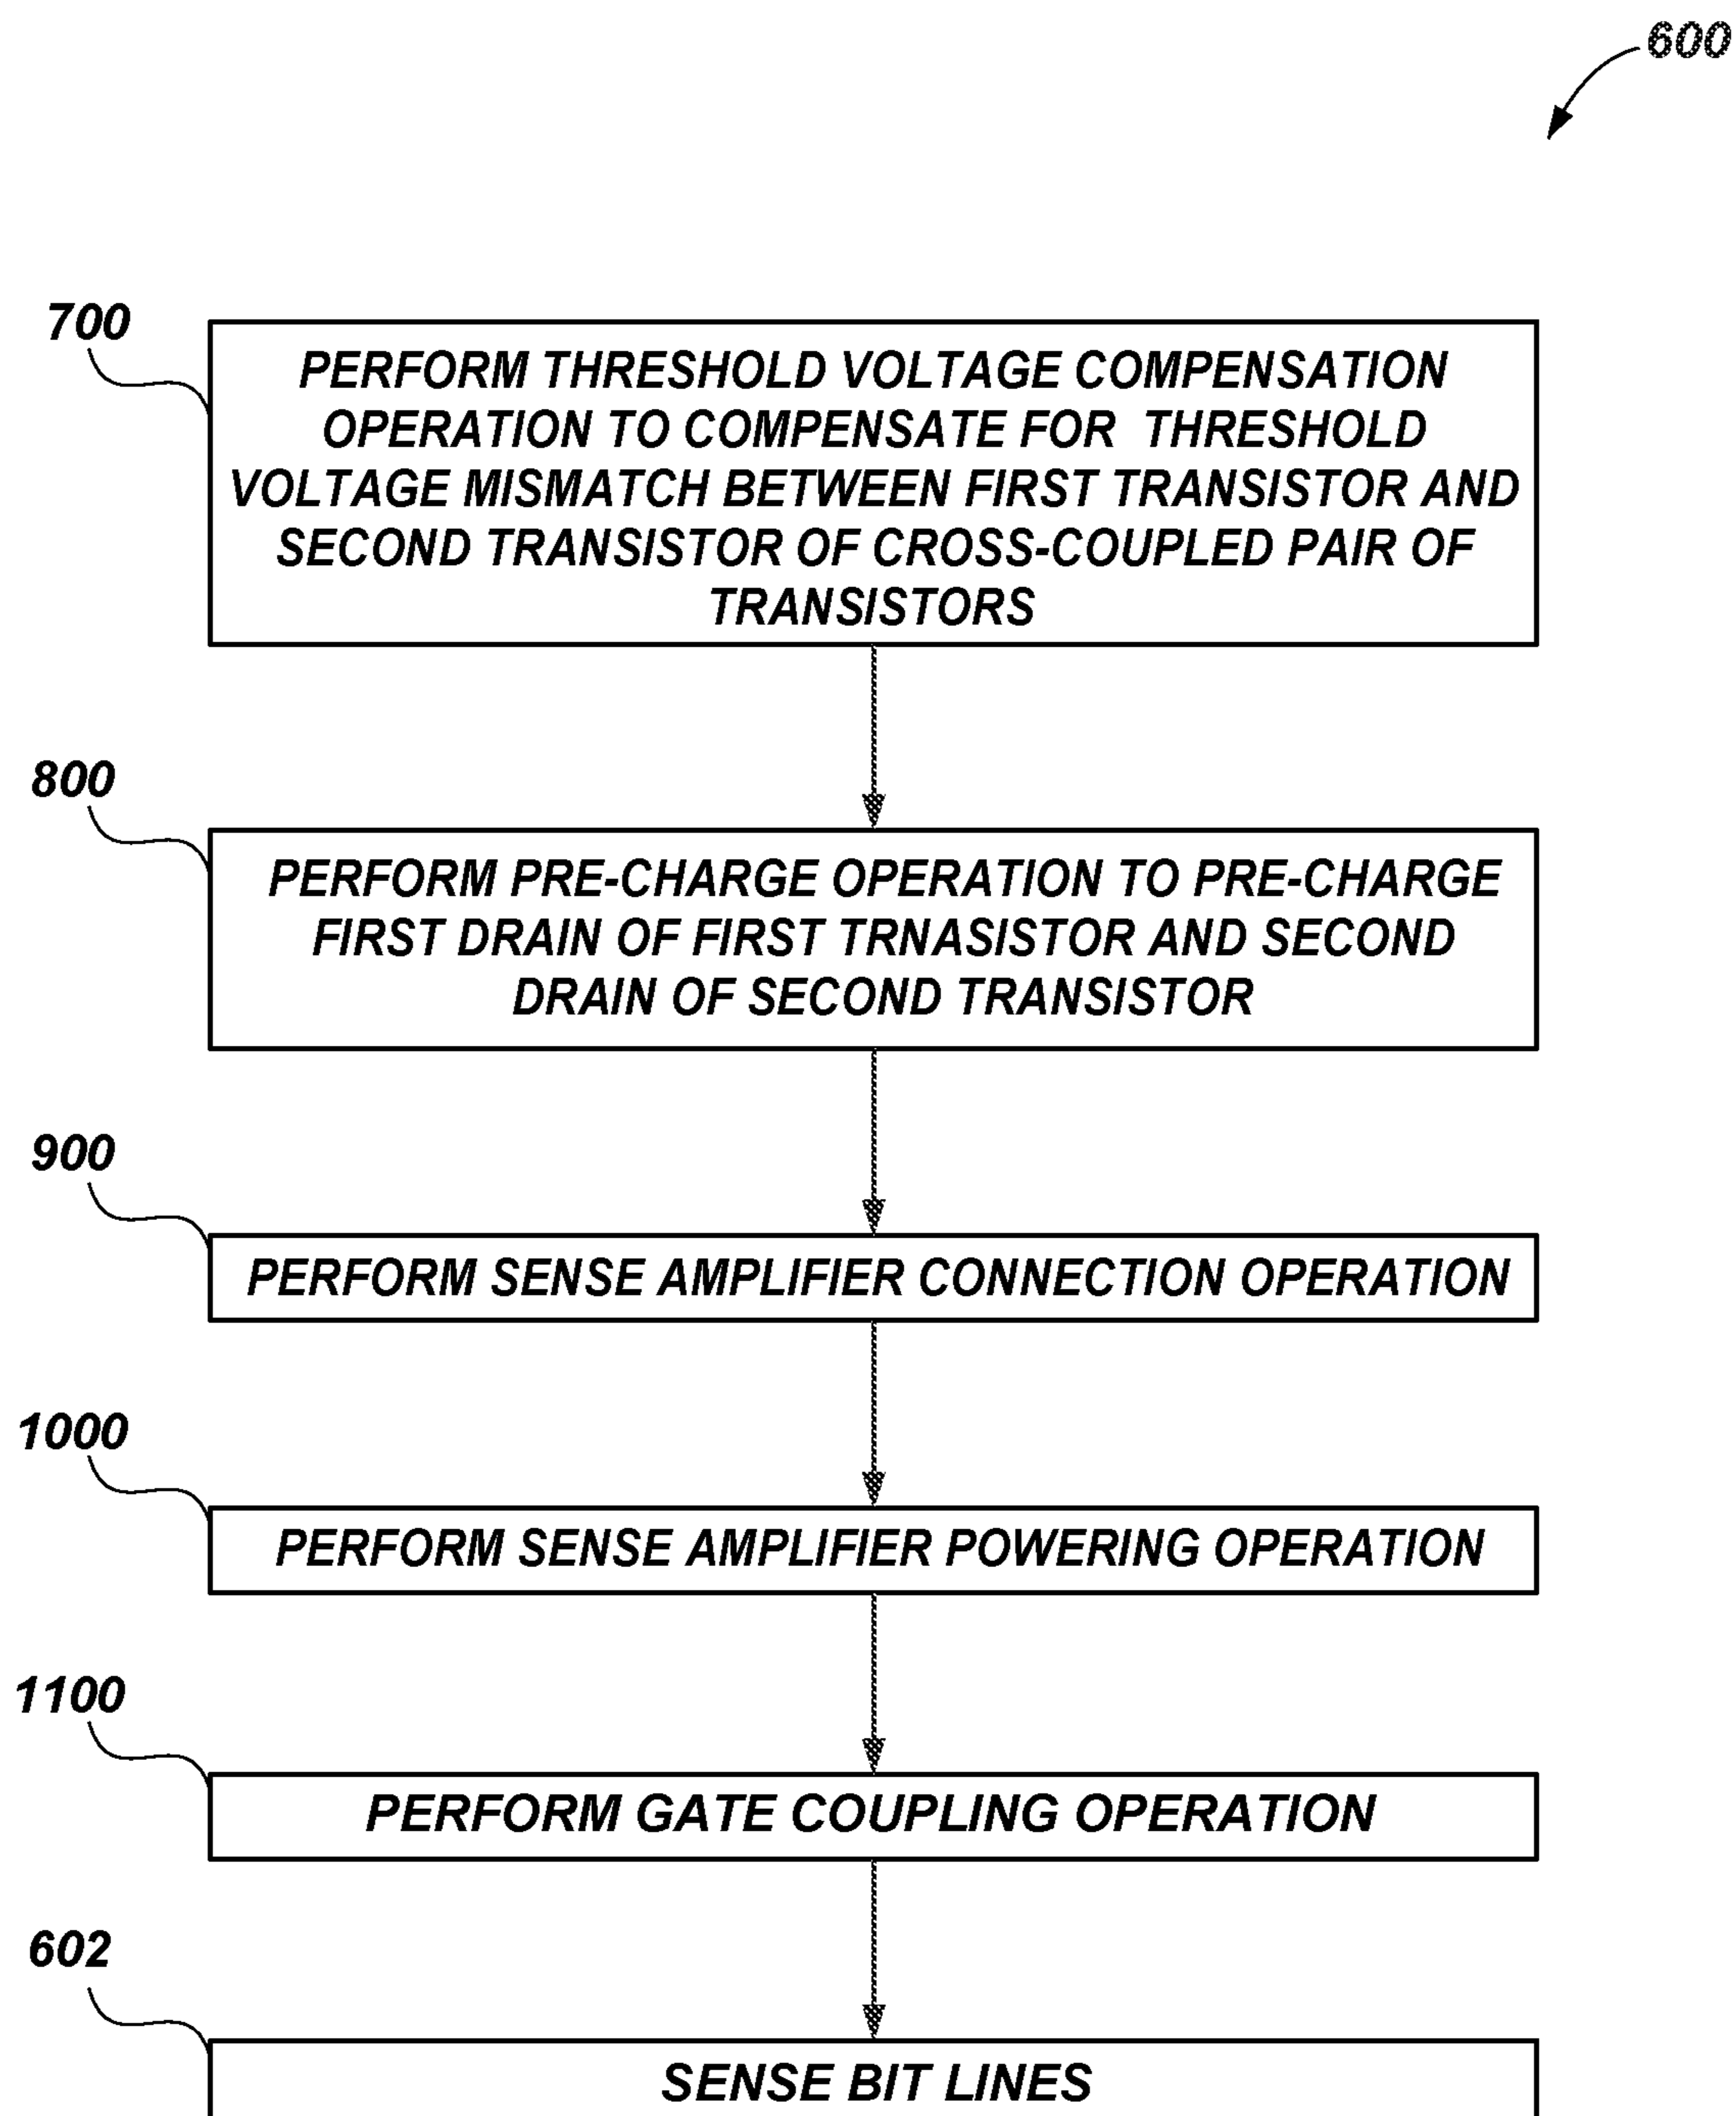 600
700
PERFORM THRESHOLD VOLTAGE COMPENSATION
OPERATION TO COMPENSATE FOR THRESHOLD
VOLTAGE MISMATCH BETWEEN FIRST TRANSISTOR AND
SECOND TRANSISTOR OF CROSS-COUPLED PAIR OF
TRANSISTORS
800
PERFORM PRE-CHARGE OPERATION TO PRE-CHARGE
FIRST DRAIN OF FIRST TRNASISTOR AND SECOND
DRAIN OF SECOND TRANSISTOR
900
PERFORM SENSE AMPLIFIER CONNECTION OPERATION
1000
PERFORM SENSE AMPLIFIER POWERING OPERATION
1100
PERFORM GATE COUPLING OPERATION
602
SENSE BIT LINES